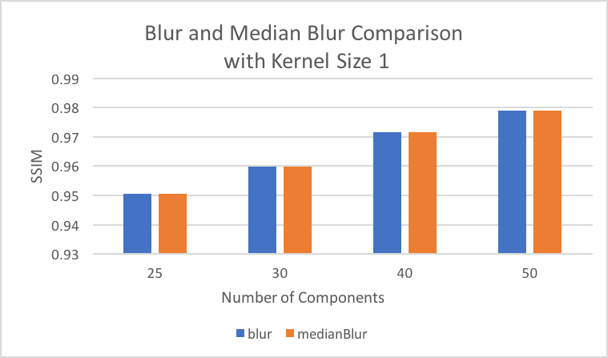 Blur and Median Blur Comparison
with Kernel Size 1
0.99
0.98
0.97
0.96
0.95
0.94
0.93
SSIM
25 30 40 50
Number of Components
blur medianBlur